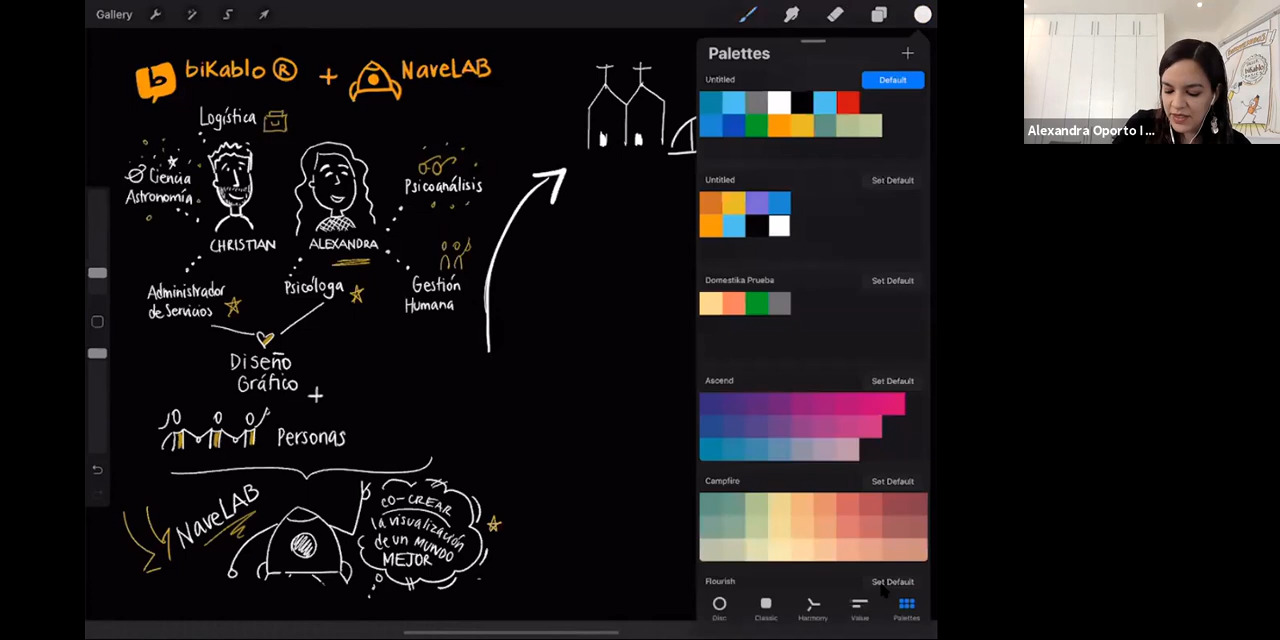 Gallery
biKablo® + NaveLAB
Logística
Ciencia
Astronomía
Psicoanálisis
CHRISTIAN
ALEXANDRA
Administrador
de Servicios
Psicóloga
Gestión
Humana
Diseño
Gráfico
+
Personas
NaveLAB
CO-CREAR
la visualización
de un MUNDO
MEJOR
Palettes
Untitled
Default
Untitled
Set Default
Domestika Prueba
Set Default
Ascend
Set Default
Campfire
Set Default
Flourish
Set Default
Disc
Classic
Harmony
Value
Palettes
Alexandra Oporto I...